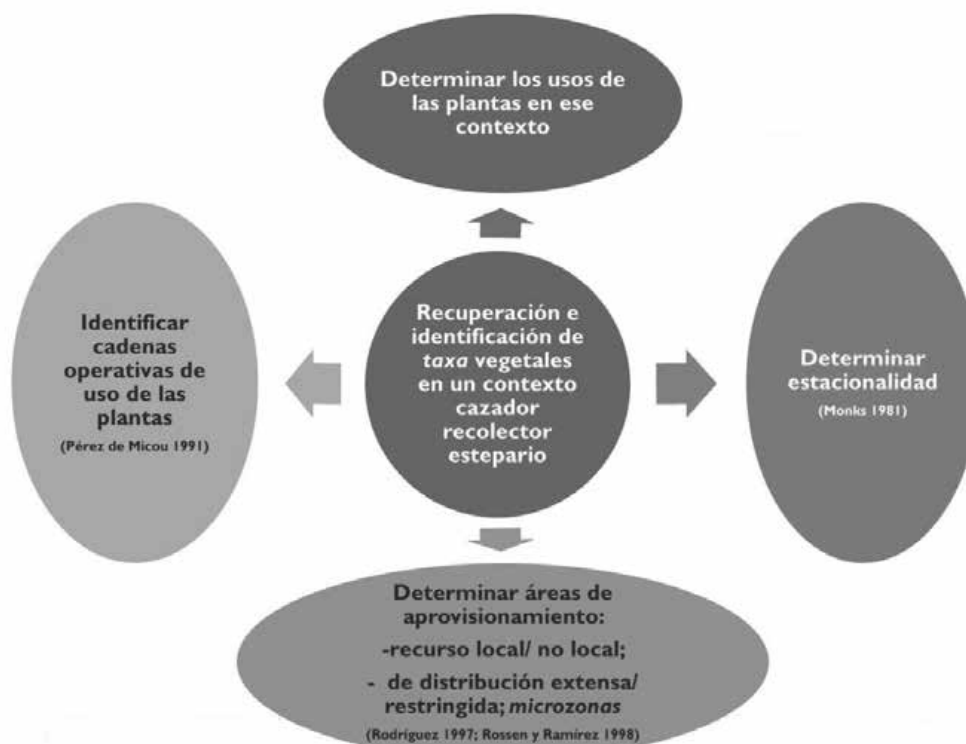 Determinar los usos de
las plantas en ese
contexto
Identificar
cadenas
operativas de
uso de las
plantas
(Pérez de Micou 1991)
Recuperación e
identificación de
taxa vegetales
en un contexto
cazador
recolector
estepario
Determinar
estacionalidad
(Monks 1981)
Determinar áreas de
aprovisionamiento:
-recurso local/ no local;
- de distribución extensa/
restringida; microzonas
(Rodríguez 1997; Rossen y Ramírez 1998)